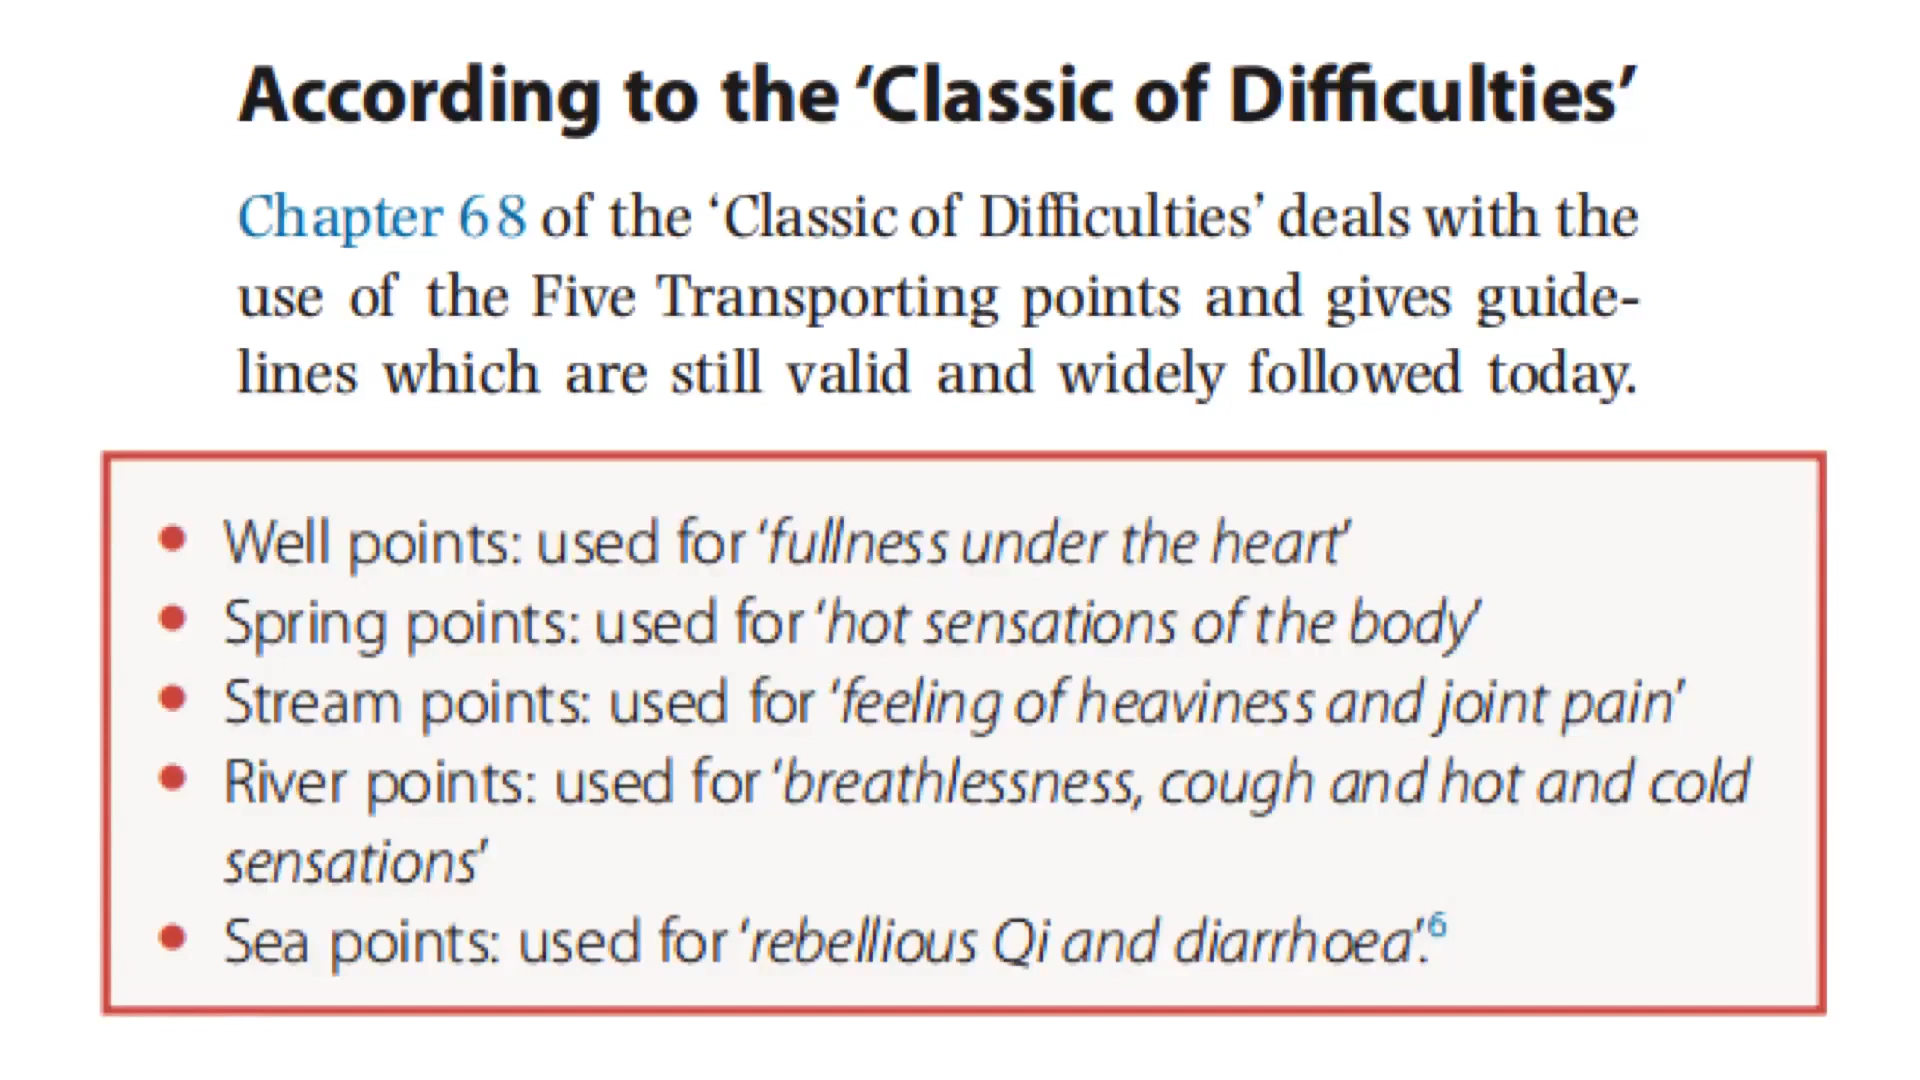 According to the ‘Classic of Difficulties’
Chapter 68 of the ‘Classic of Difficulties’ deals with the
use of the Five Transporting points and gives guide-
lines which are still valid and widely followed today.
• Well points: used for ‘fullness under the heart’
• Spring points: used for ‘hot sensations of the body’
• Stream points: used for ‘feeling of heaviness and joint pain’
• River points: used for ‘breathlessness, cough and hot and cold
sensations’
• Sea points: used for ‘rebellious Qi and diarrhoea’.6